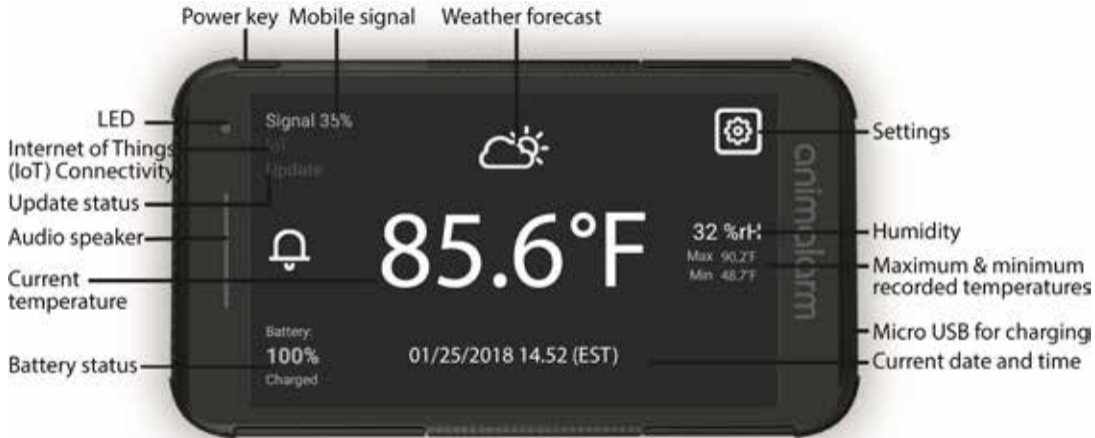 Power key
Mobile signal
Weather forecast
LED
Internet of Things
(IoT) Connectivity
Update status
Audio speaker
Current
temperature
Battery status
Signal 35%
IoT
Update
85.6°F
32 %rH
Max 90.2°F
Min 48.7°F
Battery:
100%
Charged
01/25/2018 14.52 (EST)
animalarm
Settings
Humidity
Maximum & minimum
recorded temperatures
Micro USB for charging
Current date and time